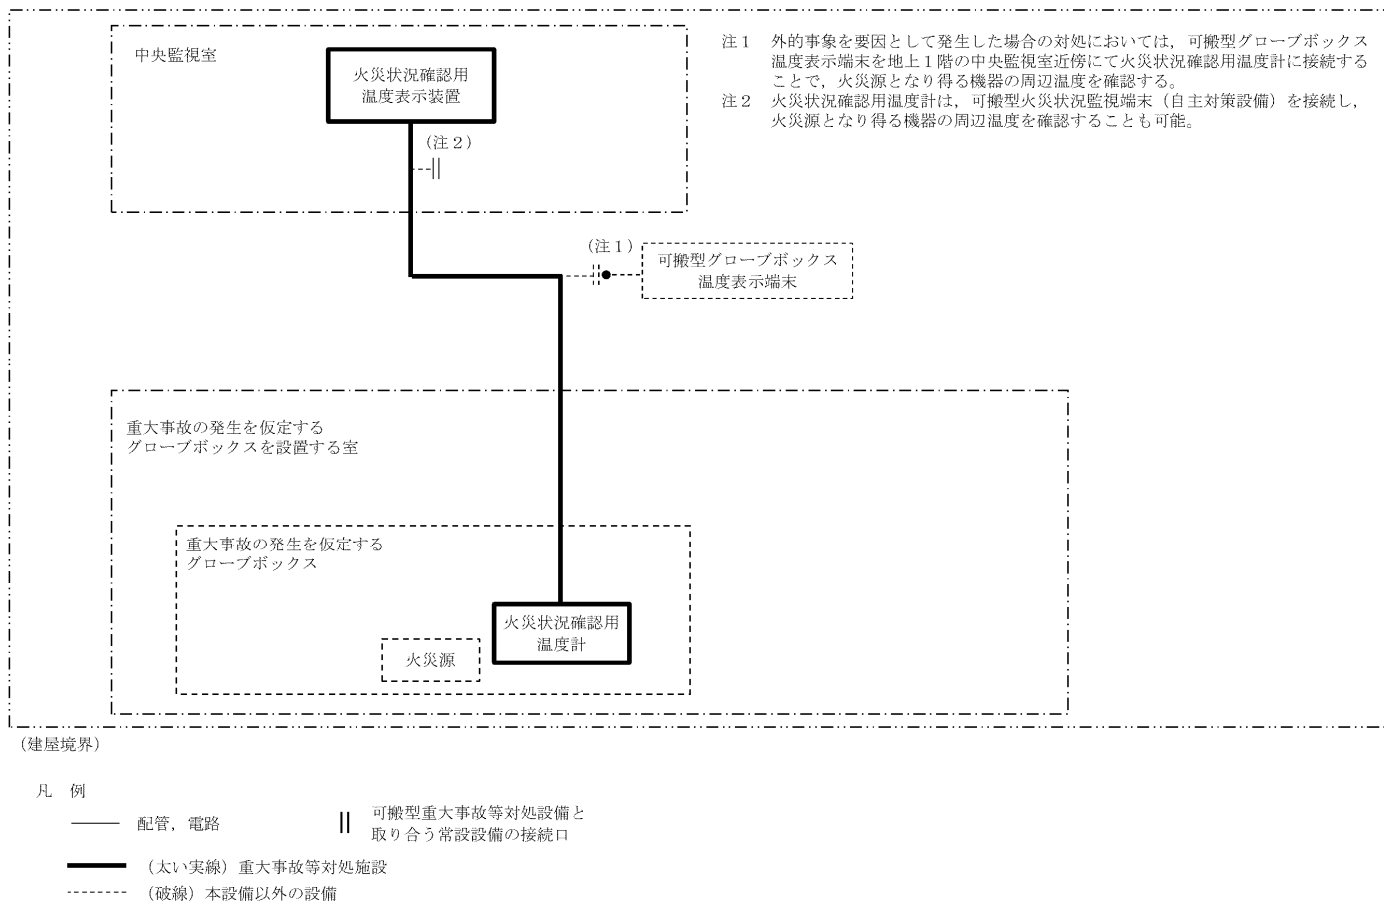 中央監視室
火災状況確認用
温度表示装置
（注２）
注１　外的事象を要因として発生した場合の対処においては，可搬型グローブボックス
温度表示端末を地上１階の中央監視室近傍にて火災状況確認用温度計に接続する
ことで，火災源となり得る機器の周辺温度を確認する。
注２　火災状況確認用温度計は，可搬型火災状況監視端末（自主対策設備）を接続し，
火災源となり得る機器の周辺温度を確認することも可能。
（注１）
可搬型グローブボックス
温度表示端末
重大事故の発生を仮定する
グローブボックスを設置する室
重大事故の発生を仮定する
グローブボックス
火災状況確認用
温度計
火災源
（建屋境界）
凡　例
配管，電路
可搬型重大事故等対処設備と
取り合う常設設備の接続口
（太い実線）重大事故等対処施設
（破線）本設備以外の設備